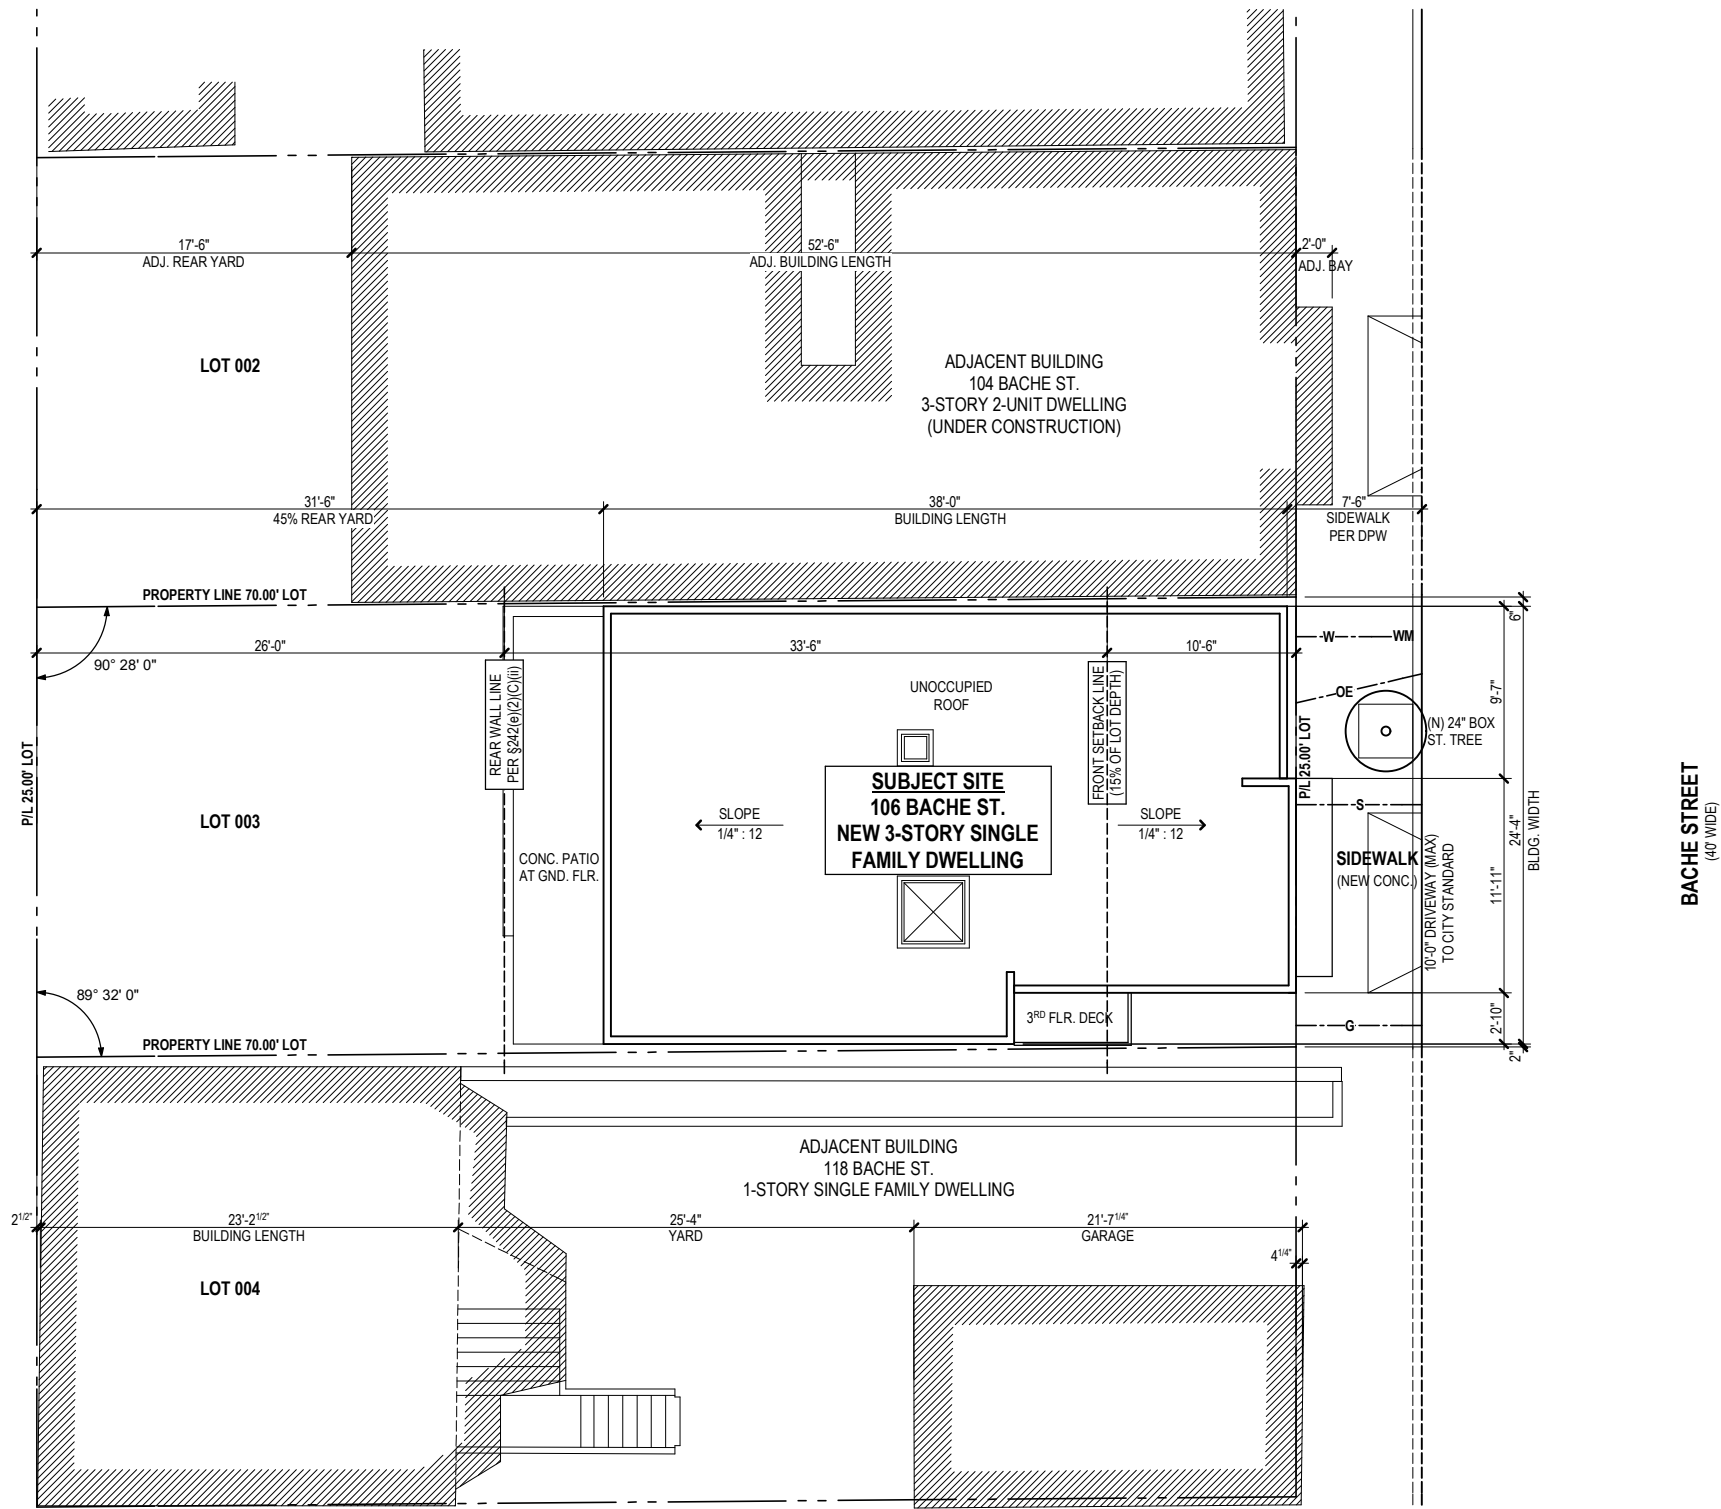 17'-6"
ADJ. REAR YARD
52'-6"
ADJ. BUILDING LENGTH
2'-0"
ADJ. BAY
LOT 002
ADJACENT BUILDING
104 BACHE ST.
3-STORY 2-UNIT DWELLING
(UNDER CONSTRUCTION)
31'-6"
45% REAR YARD
38'-0"
BUILDING LENGTH
7'-6"
SIDEWALK
PER DPW
PROPERTY LINE 70.00' LOT
6"
26'-0"
33'-6"
10'-6"
W
WM
90° 28' 0"
REAR WALL LINE
PER §242(e)(2)(C)(ii)
UNOCCUPIED
ROOF
FRONT SETBACK LINE
(15% OF LOT DEPTH)
OE
9'-7"
P/L 25.00' LOT
P/L 25.00' LOT
(N) 24" BOX
ST. TREE
LOT 003
SLOPE
1/4" : 12
SUBJECT SITE
106 BACHE ST.
NEW 3-STORY SINGLE
FAMILY DWELLING
SLOPE
1/4" : 12
S
24'-4"
BLDG. WIDTH
BACHE STREET
(40' WIDE)
CONC. PATIO
AT GND. FLR.
SIDEWALK
(NEW CONC.)
10'-0" DRIVEWAY (MAX)
TO CITY STANDARD
11'-11"
89° 32' 0"
3RD FLR. DECK
G
2'-10"
PROPERTY LINE 70.00' LOT
2"
ADJACENT BUILDING
118 BACHE ST.
1-STORY SINGLE FAMILY DWELLING
2 1/2"
23'-2 1/2"
BUILDING LENGTH
25'-4"
YARD
21'-7 1/4"
GARAGE
4 1/4"
LOT 004